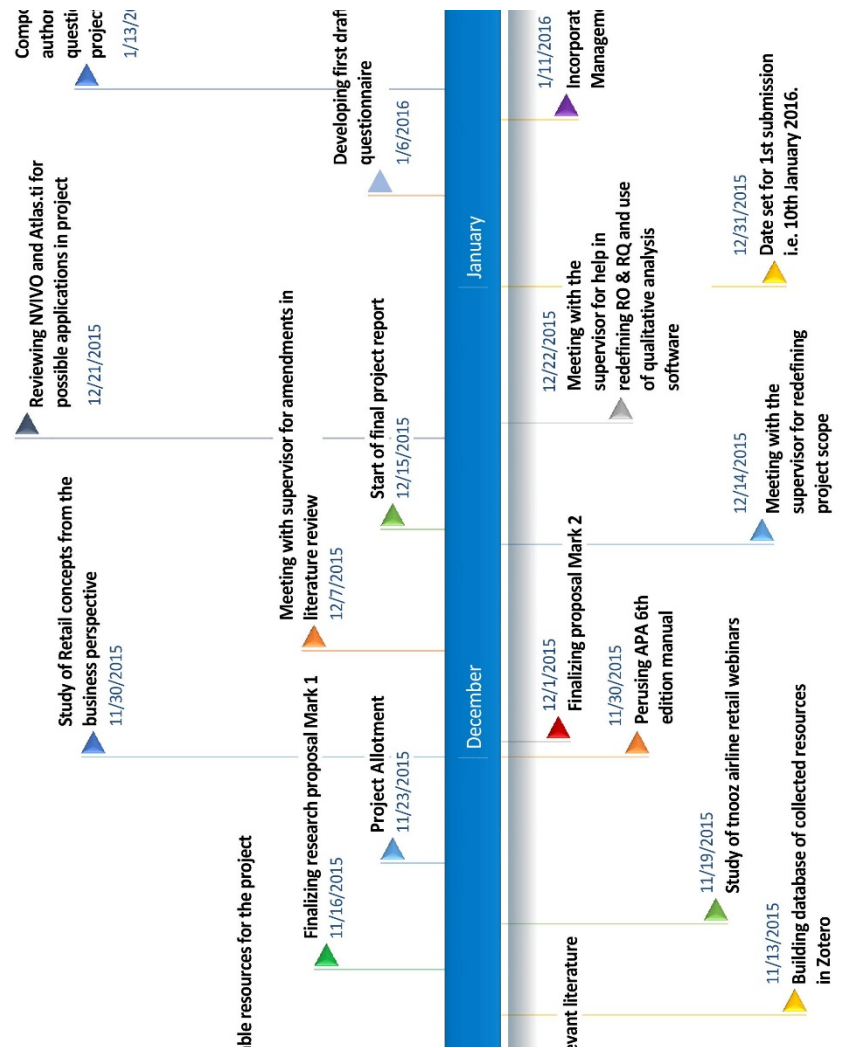 Reviewing NVIVO and Atlas.ti for
possible applications in project
12/21/2015
Study of Retail concepts from the
business perspective
11/30/2015
questi
projec
1/13/2
able resources for the project
Meeting with supervisor for amendments in
literature review
12/7/2015
Finalizing research proposal Mark 1
11/16/2015
Developing first draft
questionnaire
1/6/2016
Project Allotment
11/23/2015
Start of final project report
12/15/2015
December
January
12/1/2015
Finalizing proposal Mark 2
12/22/2015
Meeting with the
supervisor for help in
redefining RO & RQ and use
of qualitative analysis
software
1/11/2016
Incorporat
Management
evant literature
11/30/2015
Perusing APA 6th
edition manual
11/19/2015
Study of tnooz airline retail webinars
12/14/2015
Meeting with the
supervisor for redefining
project scope
12/31/2015
Date set for 1st submission
i.e. 10th January 2016.
11/13/2015
Building database of collected resources
in Zotero